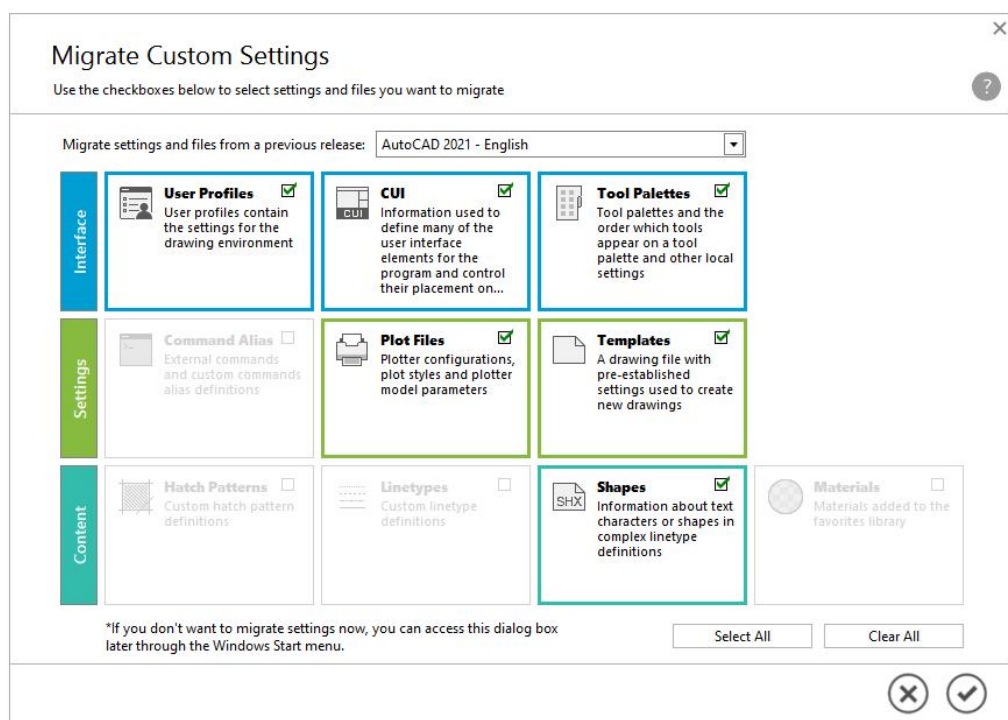 Migrate Custom Settings
Use the checkboxes below to select settings and files you want to migrate
?
Migrate settings and files from a previous release:
AutoCAD 2021 - English
Interface
User Profiles
User profiles contain
the settings for the
drawing environment
CUI
CUI
Information used to
define many of the
user interface
elements for the
program and control
their placement on...
Tool Palettes
Tool palettes and the
order which tools
appear on a tool
palette and other local
settings
Settings
Command Alias
External commands
and custom commands
alias definitions
Plot Files
Plotter configurations,
plot styles and plotter
model parameters
Templates
A drawing file with
pre-established
settings used to create
new drawings
Content
Hatch Patterns
Custom hatch pattern
definitions
Linetypes
Custom linetype
definitions
SHX
Shapes
Information about text
characters or shapes in
complex linetype
definitions
Materials
Materials added to the
favorites library
*If you don't want to migrate settings now, you can access this dialog box
later through the Windows Start menu.
Select All
Clear All